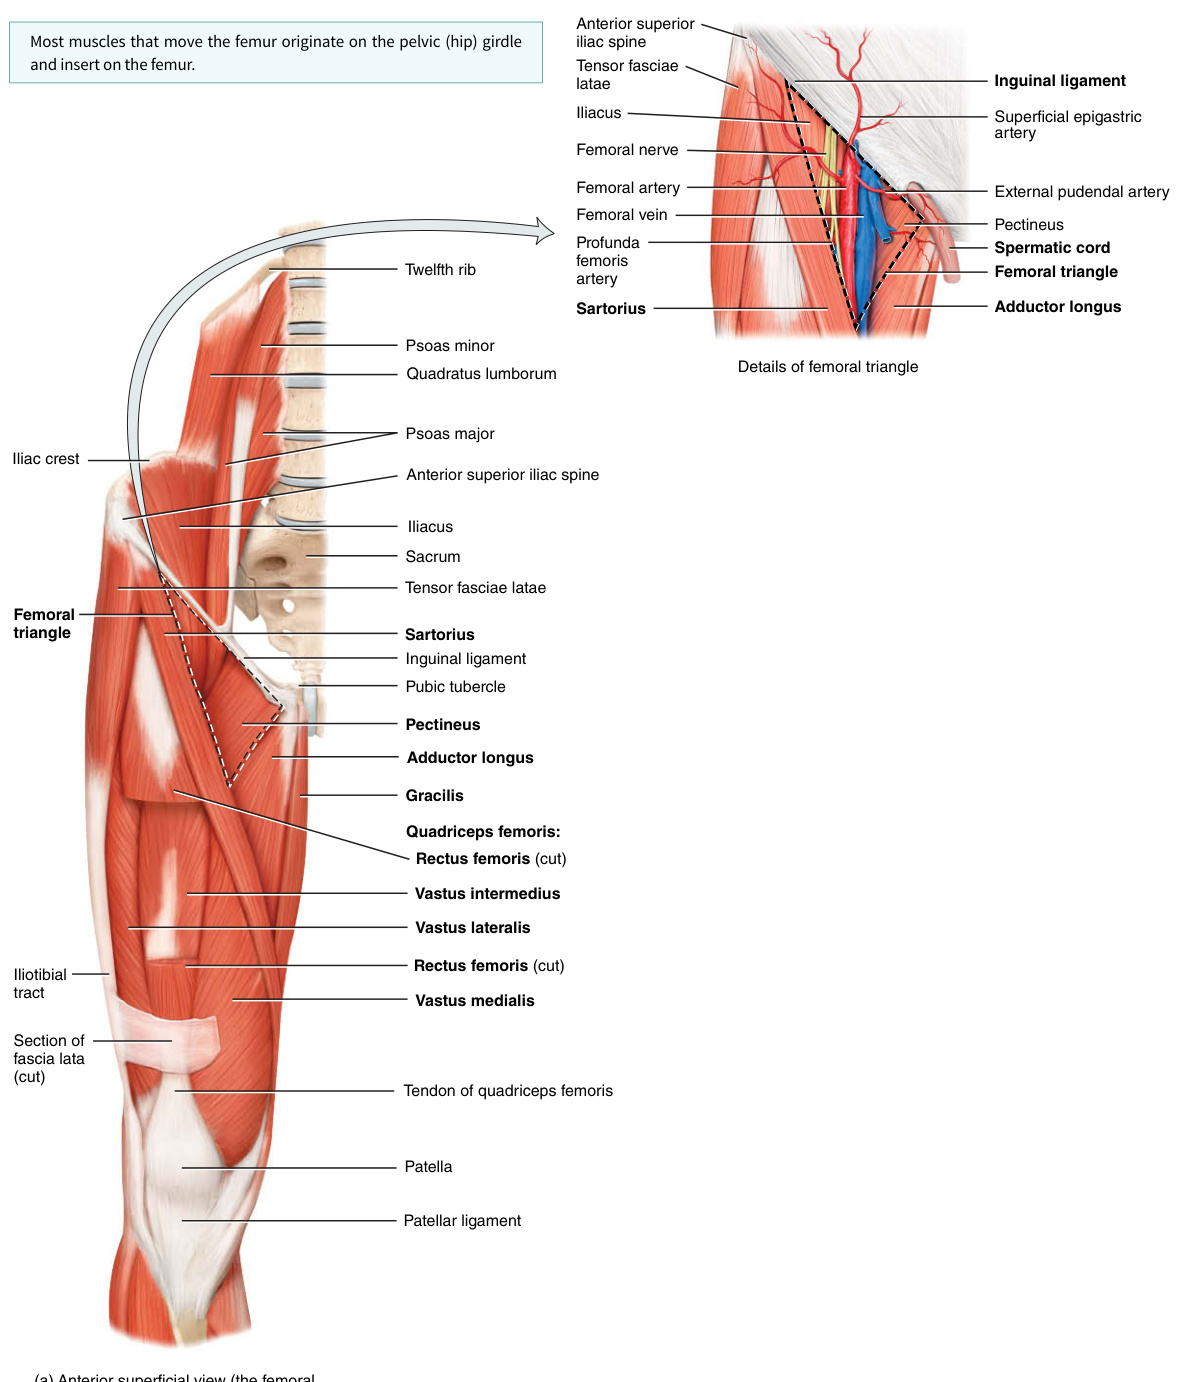 Most muscles that move the femur originate on the pelvic (hip) girdle
and insert on the femur.
Anterior superior
iliac spine
Tensor fasciae
latae
Iliacus
Femoral nerve
Femoral artery
Femoral vein
Profunda
femoris
artery
Sartorius
Inguinal ligament
Superficial epigastric
artery
External pudendal artery
Pectineus
Spermatic cord
Femoral triangle
Adductor longus
Details of femoral triangle
Twelfth rib
Psoas minor
Quadratus lumborum
Psoas major
Iliac crest
Anterior superior iliac spine
Iliacus
Sacrum
Tensor fasciae latae
Femoral
triangle
Sartorius
Inguinal ligament
Pubic tubercle
Pectineus
Adductor longus
Gracilis
Quadriceps femoris:
Rectus femoris (cut)
Vastus intermedius
Vastus lateralis
Rectus femoris (cut)
Iliotibial
tract
Vastus medialis
Section of
fascia lata
(cut)
Tendon of quadriceps femoris
Patella
Patellar ligament
(a) Anterior superficial view (the femoral